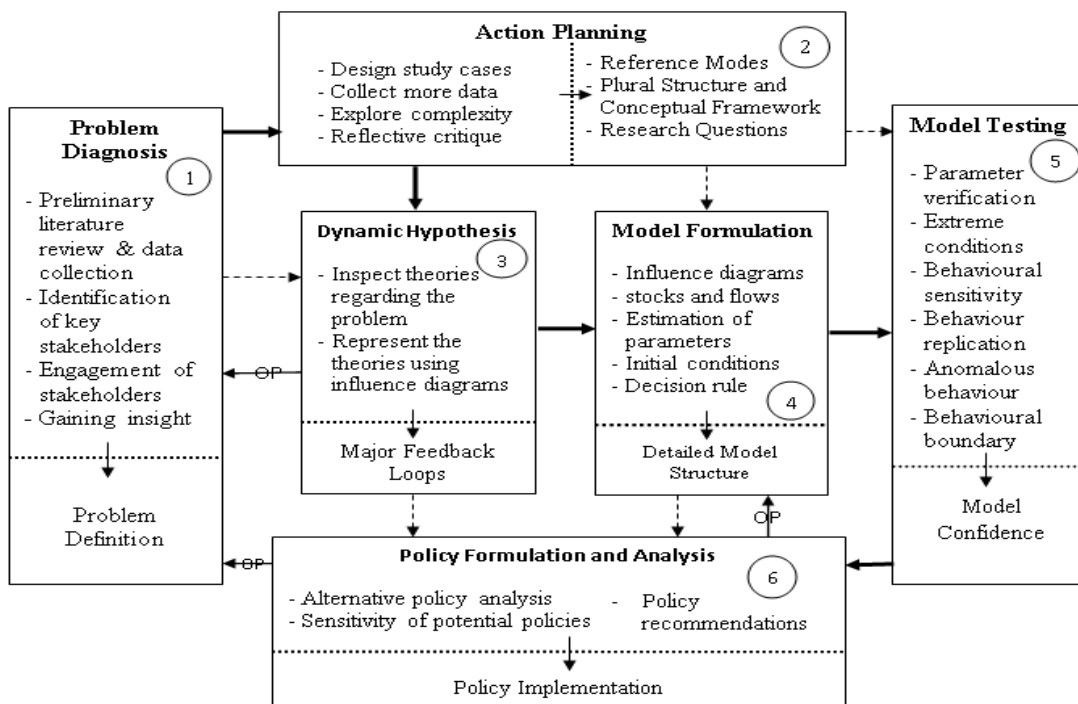 Action Planning
2
- Design study cases
- Collect more data
- Explore complexity
- Reflective critique
- Reference Modes
- Plural Structure and
Conceptual Framework
- Research Questions
Problem
Diagnosis
1
- Preliminary
literature
review & data
collection
- Identification
of key
stakeholders
- Engagement of
stakeholders
- Gaining insight
Problem
Definition
Dynamic Hypothesis
3
- Inspect theories
regarding the
problem
- Represent the
theories using
influence diagrams
Major Feedback
Loops
OP
Model Formulation
- Influence diagrams
- stocks and flows
- Estimation of
parameters
- Initial conditions
- Decision rule
4
Detailed Model
Structure
OP
Model Testing
5
- Parameter
verification
- Extreme
conditions
- Behavioural
sensitivity
- Behaviour
replication
- Anomalous
behaviour
- Behavioural
boundary
Model
Confidence
OP
Policy Formulation and Analysis
6
- Alternative policy analysis
- Sensitivity of potential policies
- Policy
recommendations
Policy Implementation